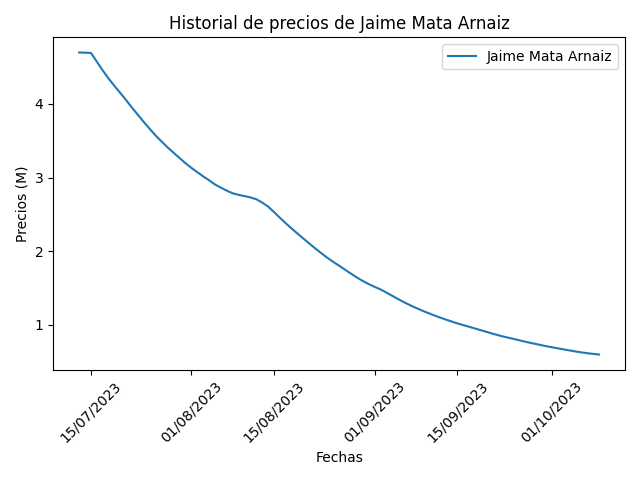 Historial de precios de Jaime Mata Arnaiz
Jaime Mata Arnaiz
Precios (M)
4
3
2
1
15/07/2023
01/08/2023
15/08/2023
01/09/2023
15/09/2023
01/10/2023
Fechas